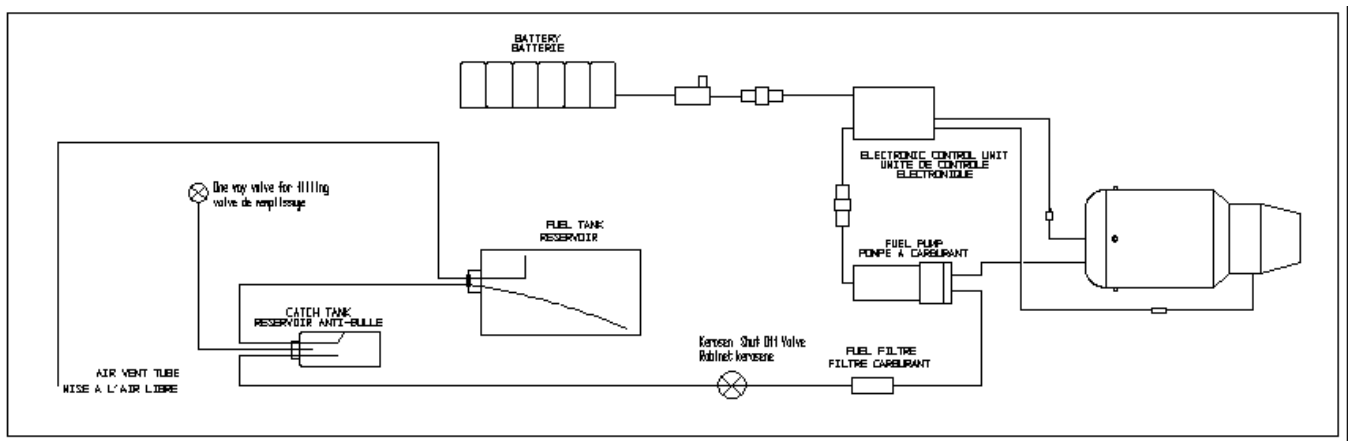 BATTERY
BATTERIE
ELECTRONIC CONTROL UNIT
UNITE DE CONTROLE
ELECTRONIQUE
One way valve for filling
valve de remplissage
FUEL TANK
RESERVOIR
FUEL PUMP
POMPE A CARBURANT
CATCH TANK
RESERVOIR ANTI-BULLE
Kerosen Shut Off Valve
Robinet kerosene
FUEL FILTRE
FILTRE CARBURANT
AIR VENT TUBE
MISE A L'AIR LIBRE